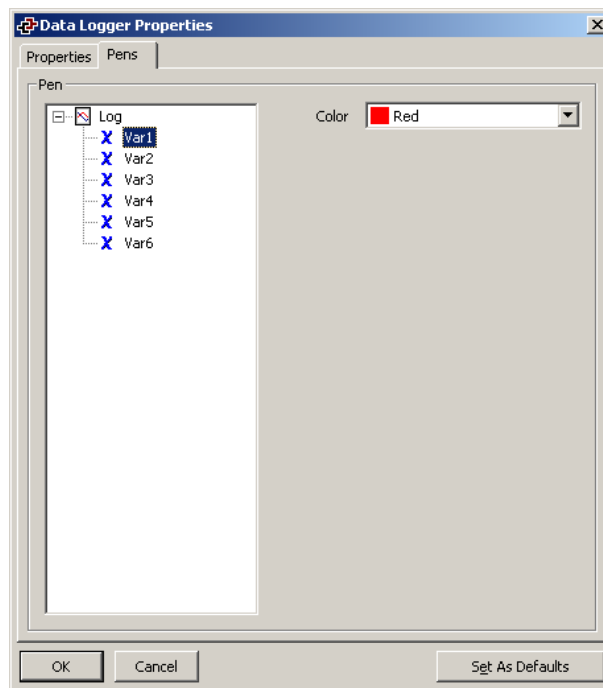 Data Logger Properties
Properties Pens
Pen
Log
Color Red
Var1
Var2
Var3
Var4
Var5
Var6
OK Cancel Set As Defaults